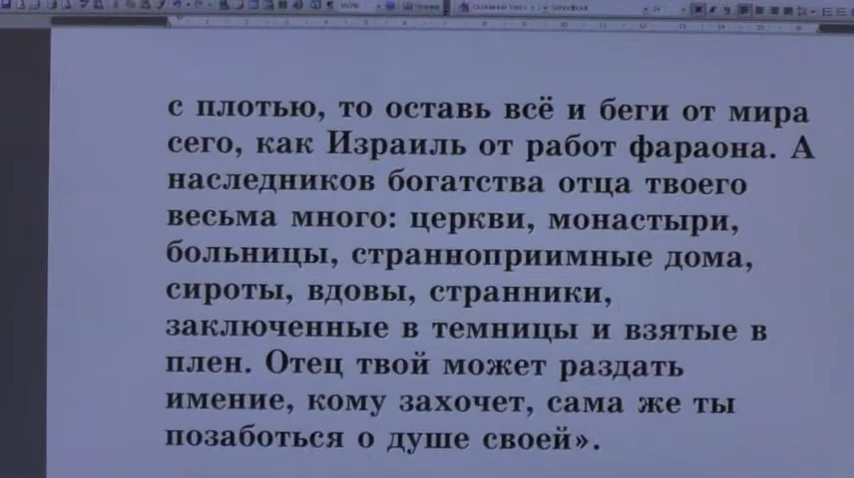 с плотью, то оставь всё и беги от мира
сего, как Израиль от работ фараона. А
наследников богатства отца твоего
весьма много: церкви, монастыри,
больницы, странноприимные дома,
сироты, вдовы, странники,
заключенные в темницы и взятые в
плен. Отец твой может раздать
имение, кому захочет, сама же ты
позаботься о душе своей».